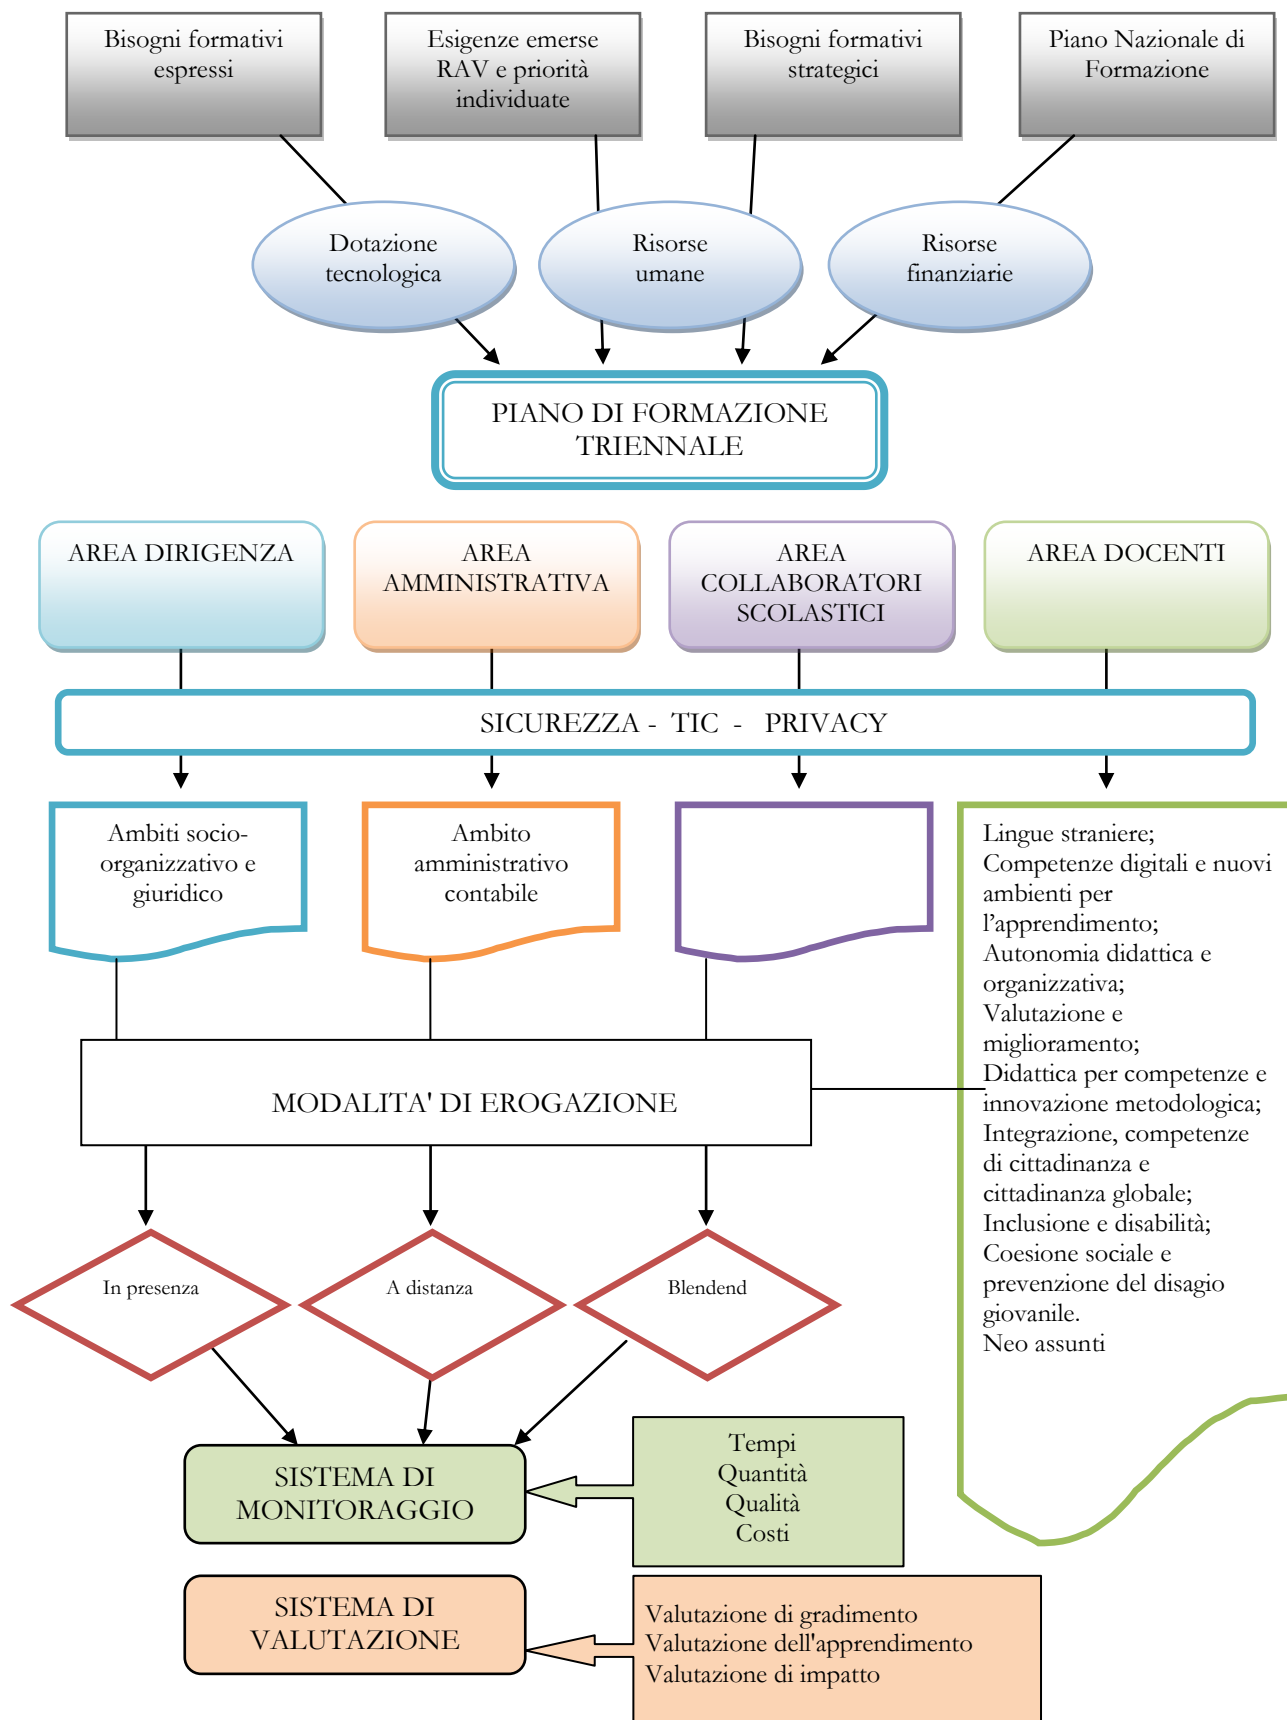 Bisogni formativi
espressi
Esigenze emerse
RAV e priorità
individuate
Bisogni formativi
strategici
Piano Nazionale di
Formazione
Dotazione
tecnologica
Risorse
umane
Risorse
finanziarie
PIANO DI FORMAZIONE
TRIENNALE
AREA DIRIGENZA
AREA
AMMINISTRATIVA
AREA
COLLABORATORI
SCOLASTICI
AREA DOCENTI
SICUREZZA - TIC - PRIVACY
Ambiti socio-
organizzativo e
giuridico
Ambito
amministrativo
contabile
Lingue straniere;
Competenze digitali e nuovi
ambienti per
l'apprendimento;
Autonomia didattica e
organizzativa;
Valutazione e
miglioramento;
Didattica per competenze e
innovazione metodologica;
Integrazione, competenze
di cittadinanza e
cittadinanza globale;
Inclusione e disabilità;
Coesione sociale e
prevenzione del disagio
giovanile.
Neo assunti
MODALITA' DI EROGAZIONE
In presenza
A distanza
Blendend
SISTEMA DI
MONITORAGGIO
Tempi
Quantità
Qualità
Costi
SISTEMA DI
VALUTAZIONE
Valutazione di gradimento
Valutazione dell'apprendimento
Valutazione di impatto